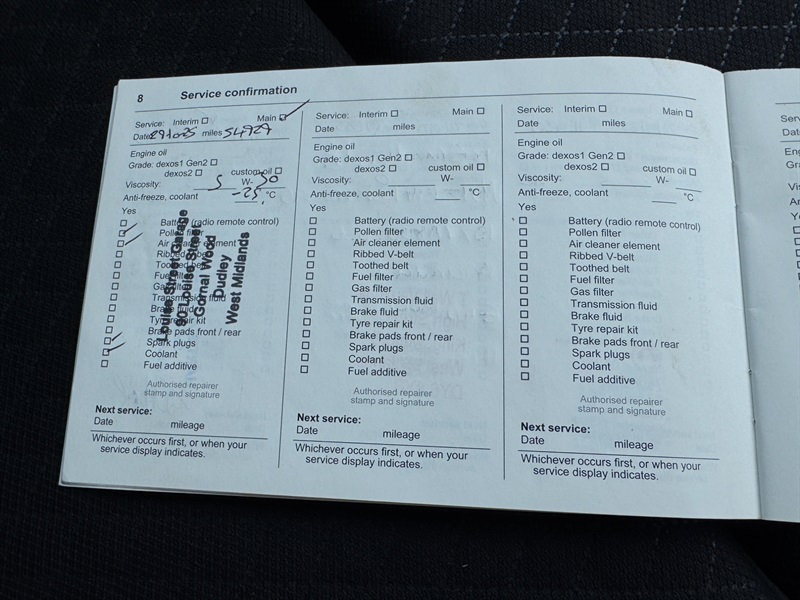 8 Service confirmation
Service: Interim Main
Date 29/10/25 miles 54729
Engine oil
Grade: dexos1 Gen2
dexos2 custom oil
Viscosity: 5 W- 30
Anti-freeze, coolant -25 °C
Yes
Battery (radio remote control)
Pollen filter
Air cleaner element
Ribbed V-belt
Toothed belt
Fuel filter
Gas filter
Transmission fluid
Brake fluid
Tyre repair kit
Brake pads front / rear
Spark plugs
Coolant
Fuel additive
Louise Street Garage
90 Louise Street
Gornal Wood
Dudley
West Midlands
Authorised repairer
stamp and signature
Next service:
Date mileage
Whichever occurs first, or when your
service display indicates.
Service: Interim Main
Date miles
Engine oil
Grade: dexos1 Gen2
dexos2 custom oil
Viscosity: W-
Anti-freeze, coolant °C
Yes
Battery (radio remote control)
Pollen filter
Air cleaner element
Ribbed V-belt
Toothed belt
Fuel filter
Gas filter
Transmission fluid
Brake fluid
Tyre repair kit
Brake pads front / rear
Spark plugs
Coolant
Fuel additive
Authorised repairer
stamp and signature
Next service:
Date mileage
Whichever occurs first, or when your
service display indicates.
Service: Interim Main
Date miles
Engine oil
Grade: dexos1 Gen2
dexos2 custom oil
Viscosity: W-
Anti-freeze, coolant °C
Yes
Battery (radio remote control)
Pollen filter
Air cleaner element
Ribbed V-belt
Toothed belt
Fuel filter
Gas filter
Transmission fluid
Brake fluid
Tyre repair kit
Brake pads front / rear
Spark plugs
Coolant
Fuel additive
Authorised repairer
stamp and signature
Next service:
Date mileage
Whichever occurs first, or when your
service display indicates.